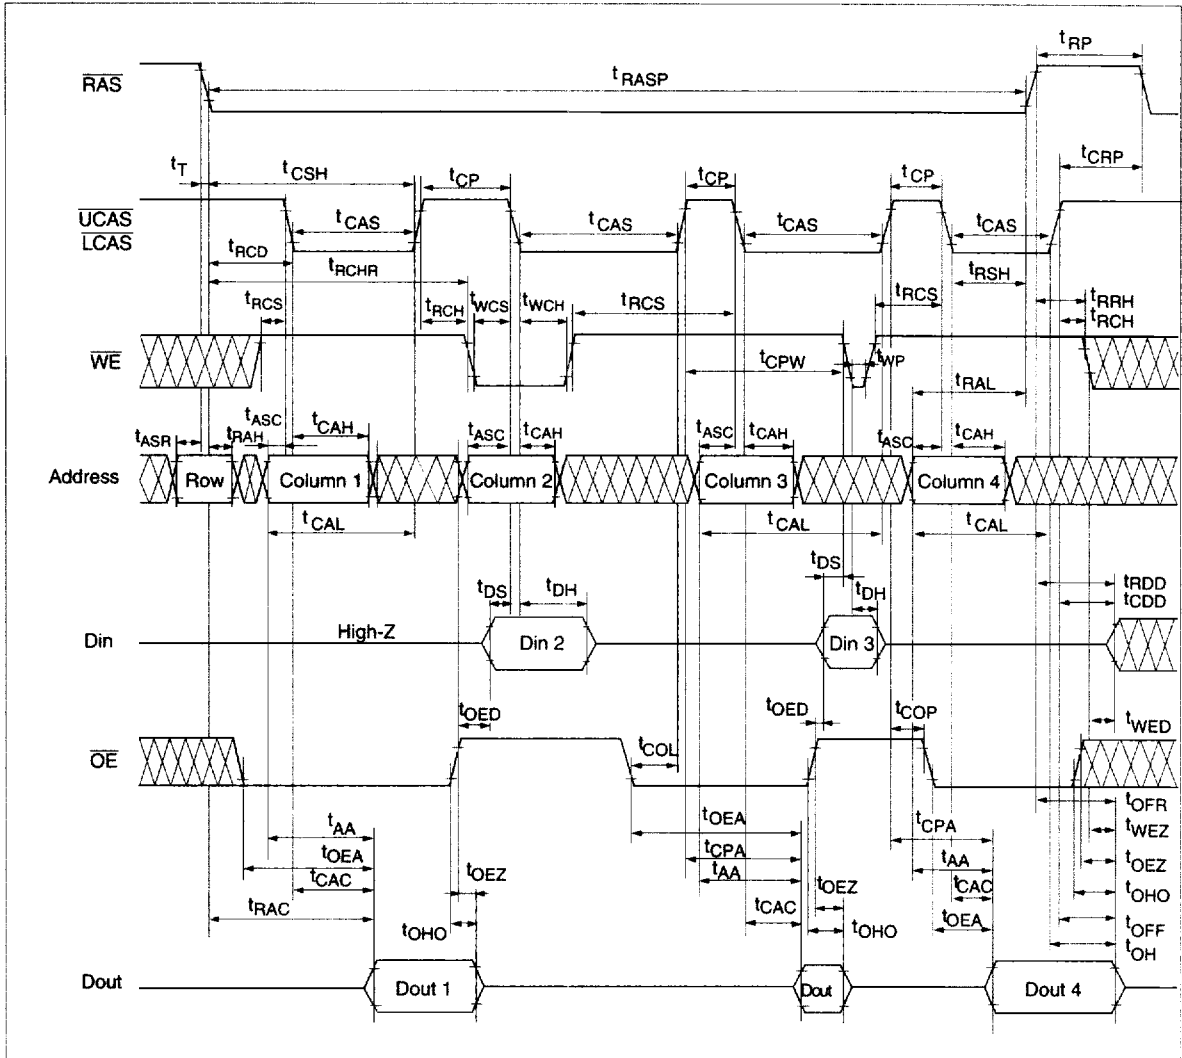 tRP
RAS
tRASP
tT
tCSH
tCP
tCP
tCP
tCRP
UCAS
LCAS
tCAS
tCAS
tCAS
tCAS
tRCD
tRCHR
tRSH
tRCS
tRCH
tWCS
tWCH
tRCS
tRCS
tRRH
tRCH
WE
tCPW
tWP
tRAL
tASR
tRAH
tASC
tCAH
tASC
tCAH
tASC
tCAH
tASC
tCAH
Address
Row
Column 1
Column 2
Column 3
Column 4
tCAL
tCAL
tCAL
tDS
tDH
tDS
tDH
tRDD
tCDD
Din
High-Z
Din 2
Din 3
tOED
tOED
tCOP
tWED
OE
tCOL
tOFR
tAA
tOEA
tCPA
tWEZ
tOEA
tCPA
tAA
tOEZ
tCAC
tOEZ
tAA
tOEZ
tCAC
tOHO
tRAC
tCAC
tOEA
tOHO
tOHO
tOFF
tOH
Dout
Dout 1
Dout
Dout 4